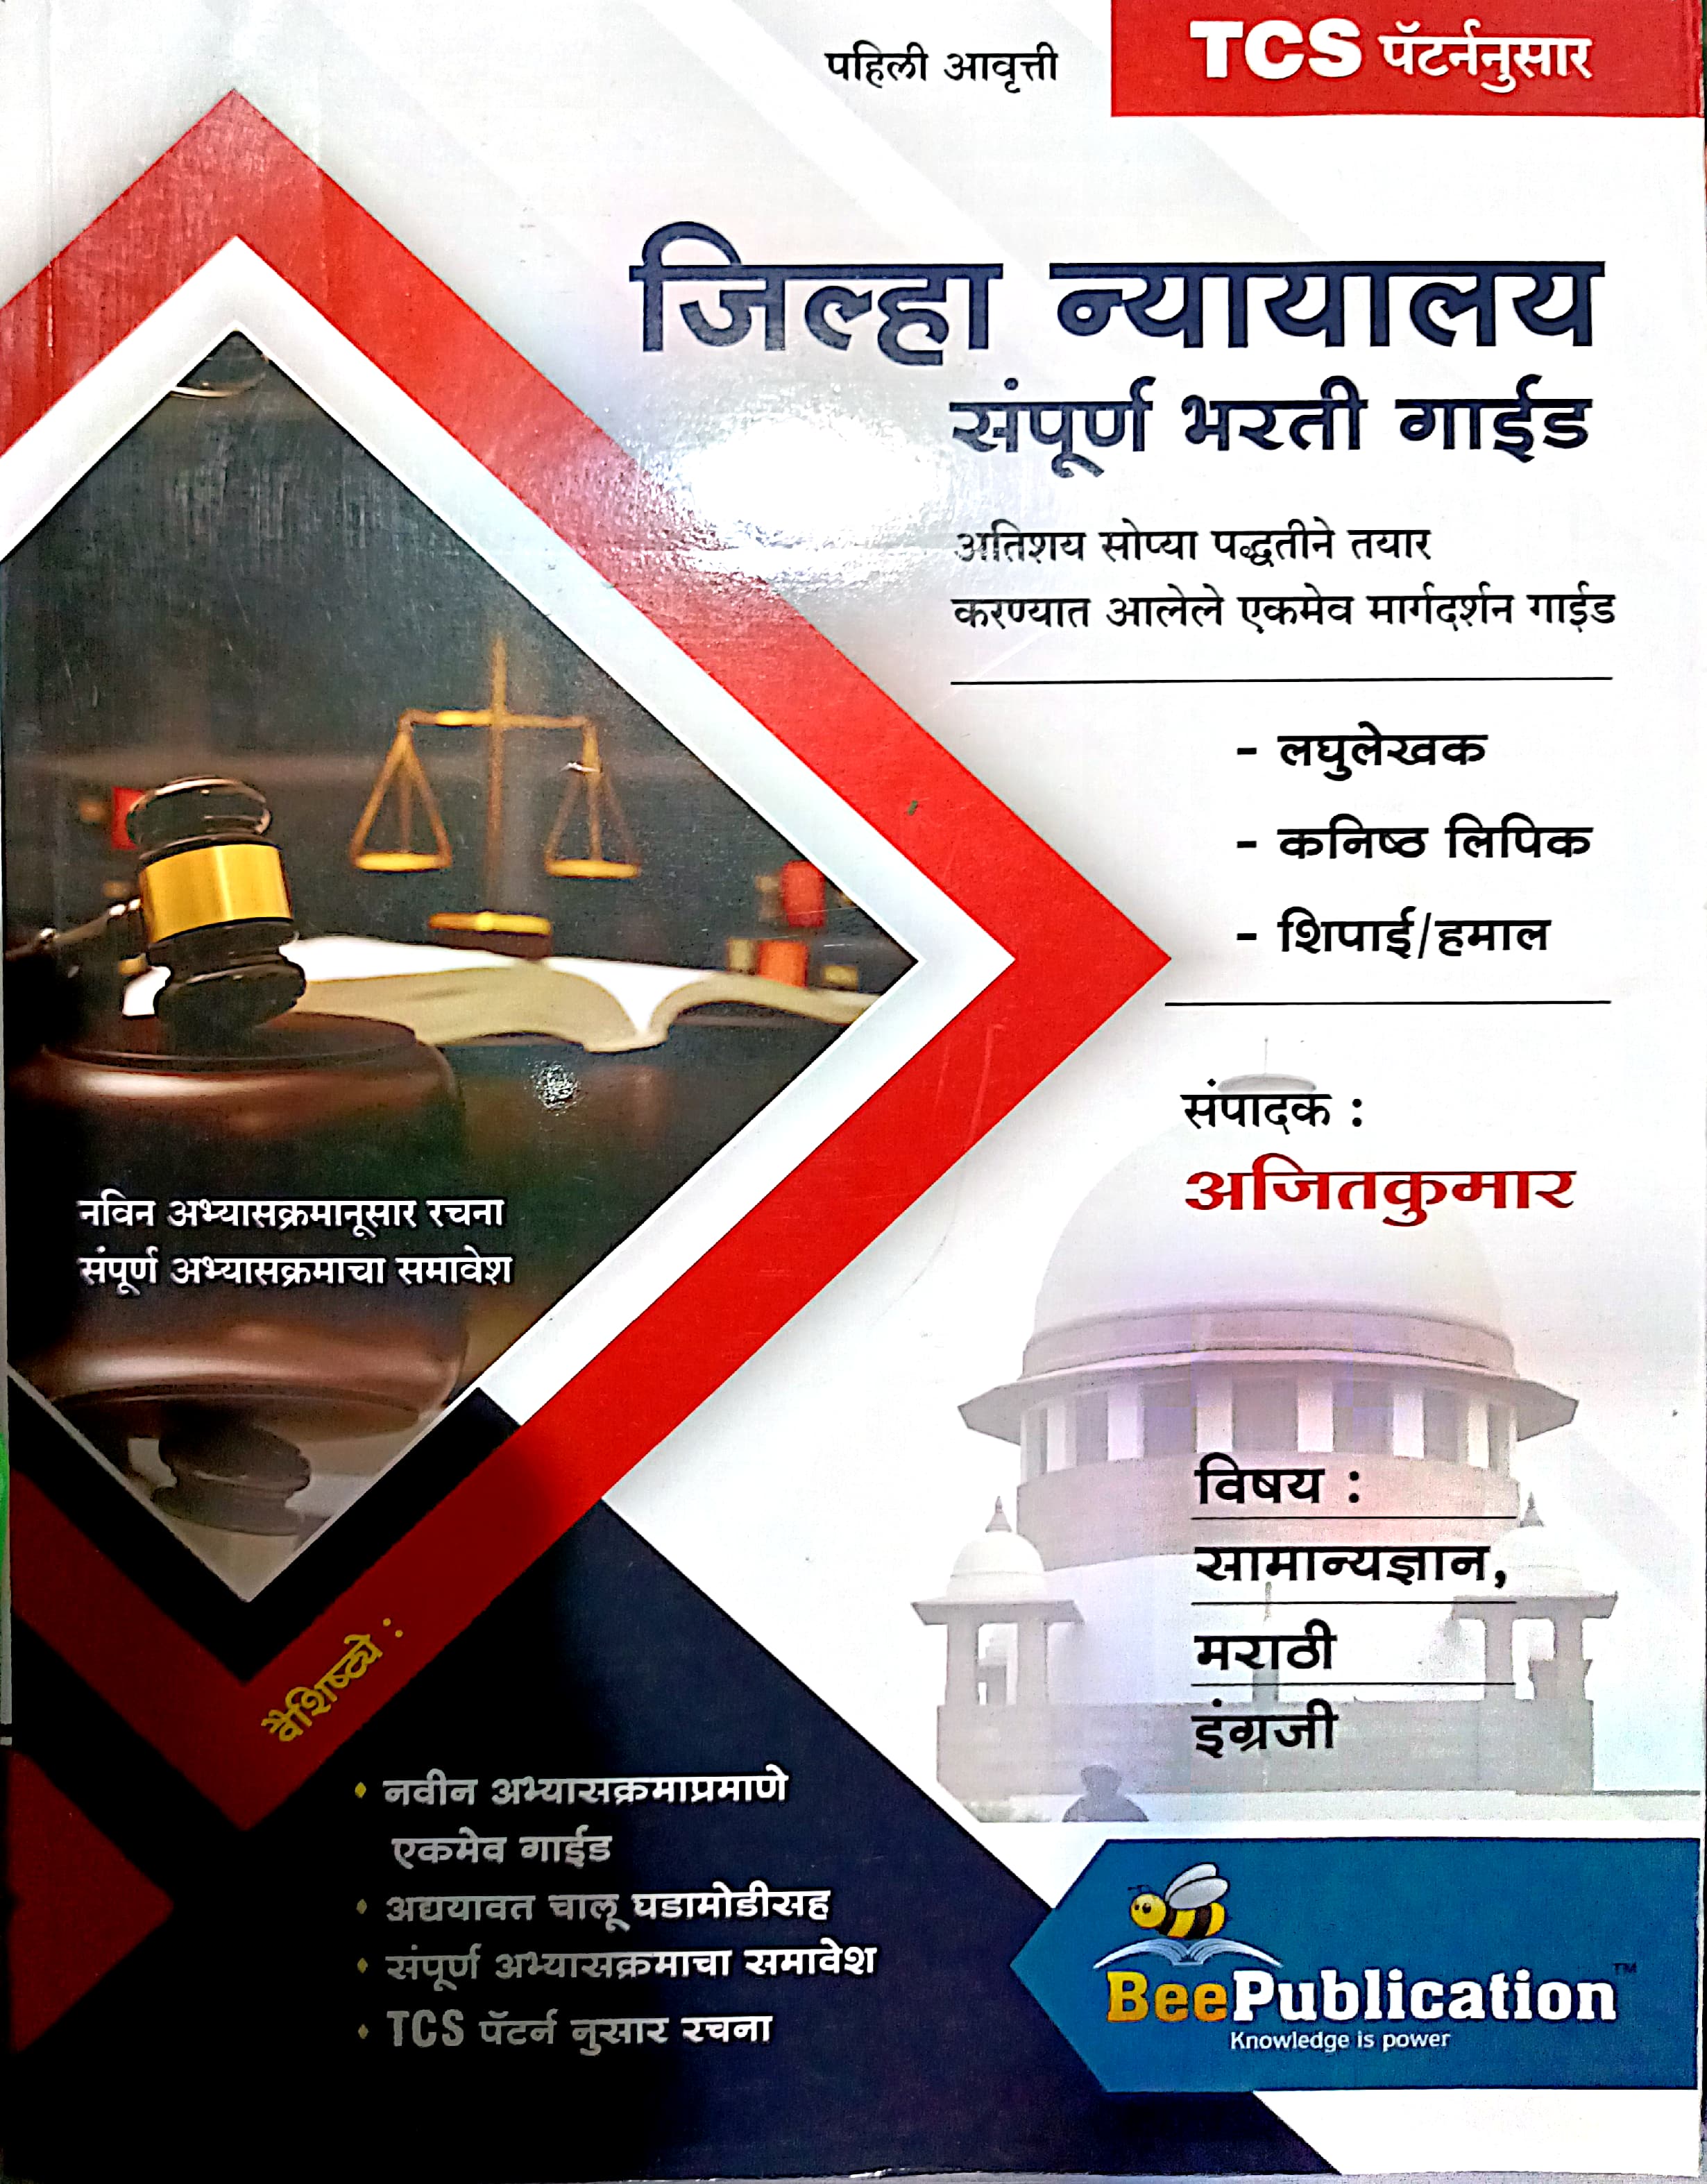 पहिली आवृत्ती
TCS पॅटर्ननुसार
जिल्हा न्यायालय
संपूर्ण भरती गाईड
अतिशय सोप्या पद्धतीने तयार
करण्यात आलेले एकमेव मार्गदर्शन गाईड
- लघुलेखक
- कनिष्ठ लिपिक
- शिपाई/हमाल
संपादक :
अजितकुमार
नविन अभ्यासक्रमानूसार रचना
संपूर्ण अभ्यासक्रमाचा समावेश
विषय :
सामान्यज्ञान,
मराठी
इंग्रजी
वैशिष्ट्ये :
• नवीन अभ्यासक्रमाप्रमाणे
एकमेव गाईड
• अद्ययावत चालू घडामोडीसह
• संपूर्ण अभ्यासक्रमाचा समावेश
• TCS पॅटर्न नुसार रचना
BeePublication™
Knowledge is power